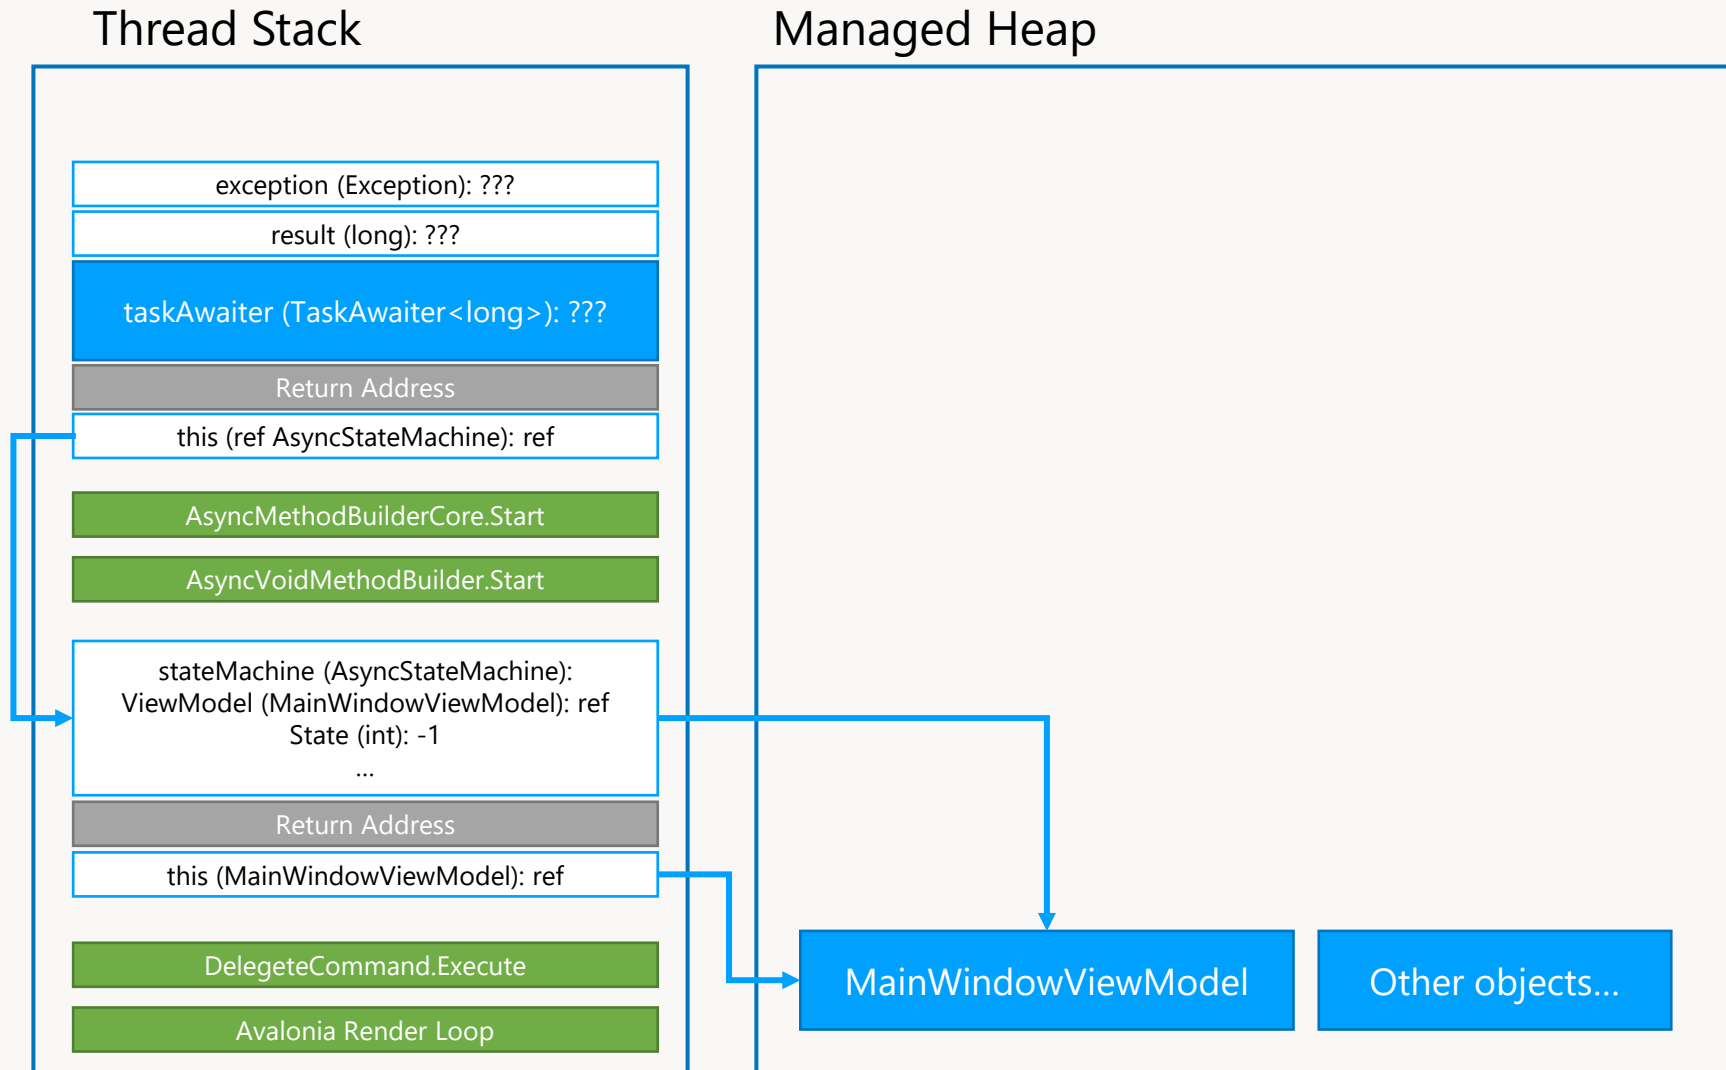 Thread Stack
Managed Heap
exception (Exception): ???
result (long): ???
taskAwaiter (TaskAwaiter<long>): ???
Return Address
this (ref AsyncStateMachine): ref
AsyncMethodBuilderCore.Start
AsyncVoidMethodBuilder.Start
stateMachine (AsyncStateMachine):
ViewModel (MainWindowViewModel): ref
State (int): -1
...
Return Address
this (MainWindowViewModel): ref
DelegeteCommand.Execute
Avalonia Render Loop
MainWindowViewModel
Other objects...